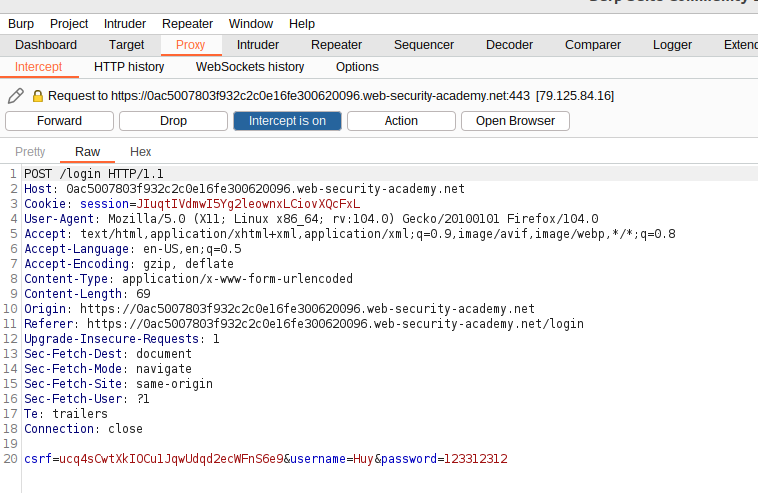 Burp Project Intruder Repeater Window Help
Dashboard Target Proxy Intruder Repeater Sequencer Decoder Comparer Logger Extend
Intercept HTTP history WebSockets history Options
Request to https://0ac5007803f932c2c0e16fe300620096.web-security-academy.net:443 [79.125.84.16]
Forward Drop Intercept is on Action Open Browser
Pretty Raw Hex
1 POST /login HTTP/1.1
2 Host: 0ac5007803f932c2c0e16fe300620096.web-security-academy.net
3 Cookie: session=JIuqtIVdmwI5Yg2leownxLCiovXQcFxL
4 User-Agent: Mozilla/5.0 (X11; Linux x86_64; rv:104.0) Gecko/20100101 Firefox/104.0
5 Accept: text/html,application/xhtml+xml,application/xml;q=0.9,image/avif,image/webp,*/*;q=0.8
6 Accept-Language: en-US,en;q=0.5
7 Accept-Encoding: gzip, deflate
8 Content-Type: application/x-www-form-urlencoded
9 Content-Length: 69
10 Origin: https://0ac5007803f932c2c0e16fe300620096.web-security-academy.net
11 Referer: https://0ac5007803f932c2c0e16fe300620096.web-security-academy.net/login
12 Upgrade-Insecure-Requests: 1
13 Sec-Fetch-Dest: document
14 Sec-Fetch-Mode: navigate
15 Sec-Fetch-Site: same-origin
16 Sec-Fetch-User: ?1
17 Te: trailers
18 Connection: close
19
20 csrf=ucq4sCwtXkIOCu1JqwUdqd2ecWFnS6e9&username=Huy&password=123312312